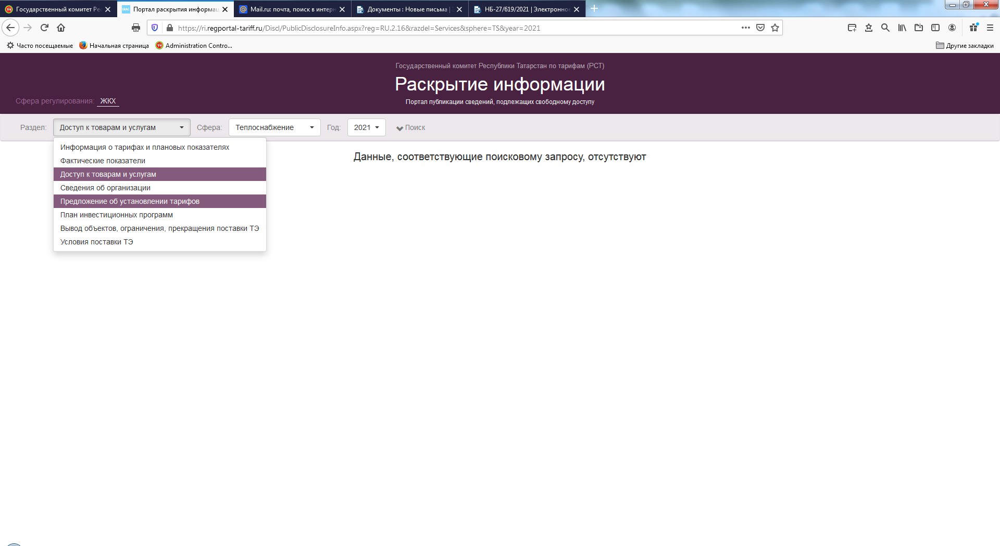 Государственный комитет Рес
Портал раскрытия информац
Mail.ru: почта, поиск в интерн
Документы : Новые письма |
НБ-27/619/2021 | Электронное
https://ri.regportal-tariff.ru/Discl/PublicDisclosureInfo.aspx?reg=RU.2.16&razdel=Services&sphere=TS&year=2021
Часто посещаемые
Начальная страница
Administration Contro...
Другие закладки
Государственный комитет Республики Татарстан по тарифам (РСТ)
Раскрытие информации
Портал публикации сведений, подлежащих свободному доступу
Сфера регулирования: ЖКХ
Раздел: Доступ к товарам и услугам Сфера: Теплоснабжение Год: 2021 Поиск
Информация о тарифах и плановых показателях
Фактические показатели
Доступ к товарам и услугам
Сведения об организации
Предложение об установлении тарифов
План инвестиционных программ
Вывод объектов, ограничения, прекращения поставки ТЭ
Условия поставки ТЭ
Данные, соответствующие поисковому запросу, отсутствуют